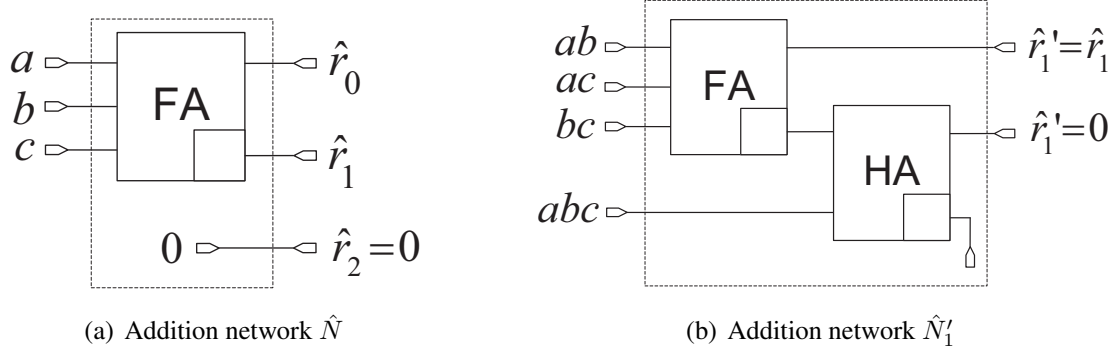 a
b
c
FA
r̂₀
r̂₁
0
r̂₂=0
(a) Addition network N̂
ab
ac
bc
abc
FA
HA
r̂₁'=r̂₁
r̂₁'=0
(b) Addition network N̂′₁